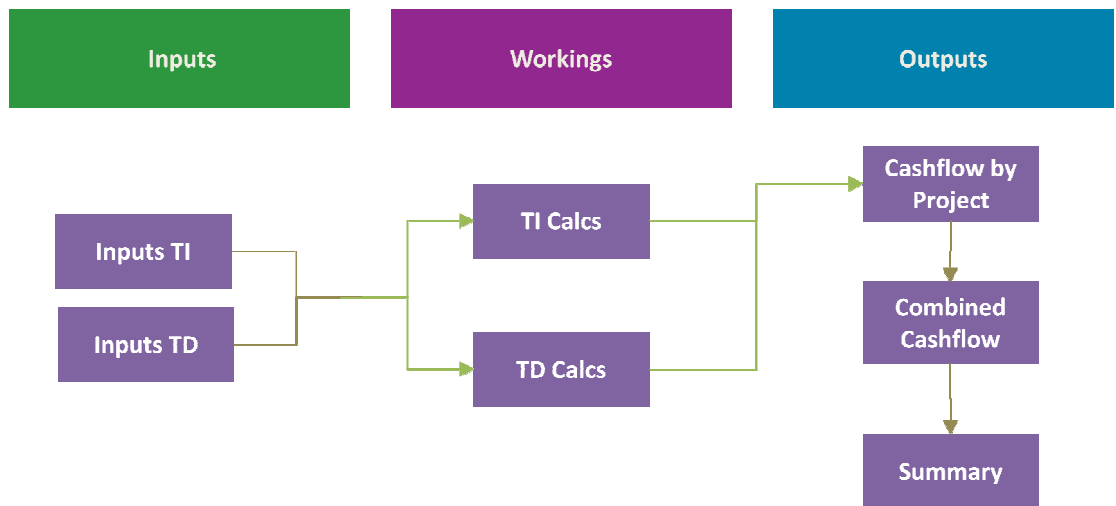 Inputs
Workings
Outputs
Inputs TI
Inputs TD
TI Calcs
TD Calcs
Cashflow by
Project
Combined
Cashflow
Summary